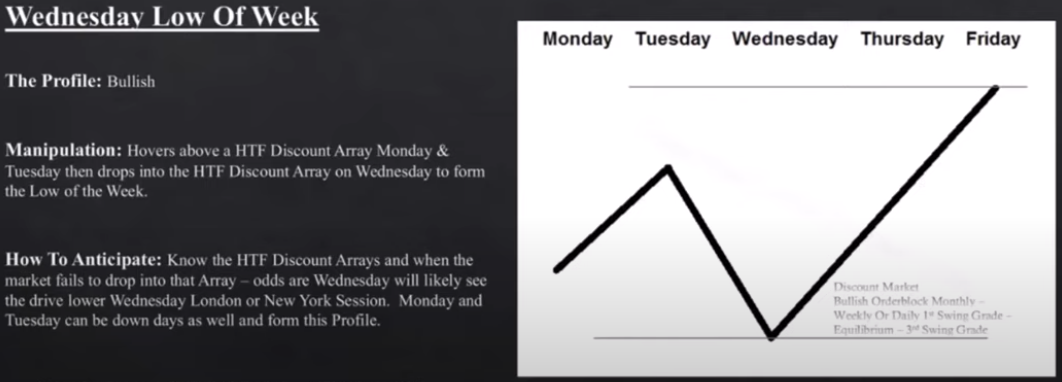 Wednesday Low Of Week
The Profile: Bullish
Manipulation: Hovers above a HTF Discount Array Monday &
Tuesday then drops into the HTF Discount Array on Wednesday to form
the Low of the Week.
How To Anticipate: Know the HTF Discount Arrays and when the
market fails to drop into that Array – odds are Wednesday will likely see
the drive lower Wednesday London or New York Session. Monday and
Tuesday can be down days as well and form this Profile.
Monday Tuesday Wednesday Thursday Friday
Discount Market
Bullish Orderblock Monthly –
Weekly Or Daily 1st Swing Grade –
Equilibrium – 3rd Swing Grade